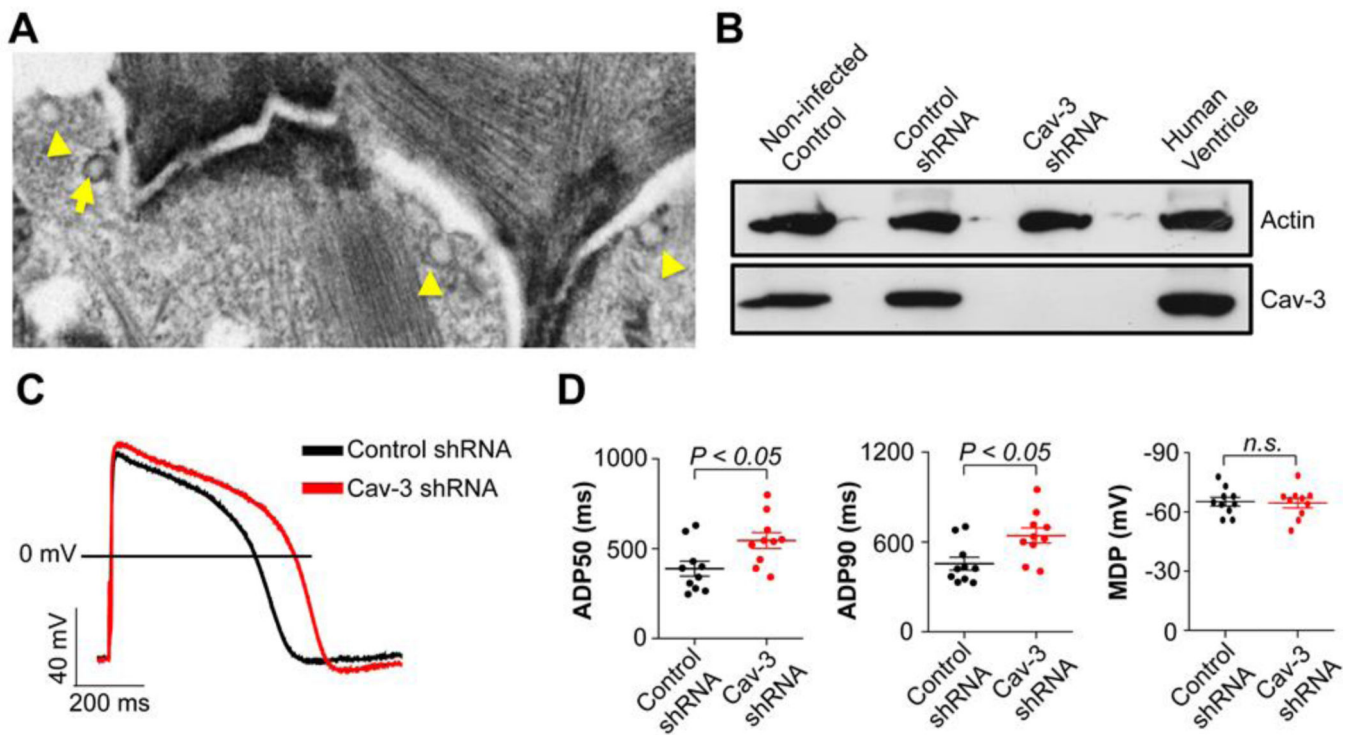 A
B
Non-infected
Control
Control
shRNA
Cav-3
shRNA
Human
Ventricle
Actin
Cav-3
C
Control shRNA
Cav-3 shRNA
0 mV
40 mV
200 ms
D
ADP50 (ms)
1000
500
0
P < 0.05
Control
shRNA
Cav-3
shRNA
ADP90 (ms)
1200
600
0
P < 0.05
Control
shRNA
Cav-3
shRNA
MDP (mV)
-90
-60
-30
0
n.s.
Control
shRNA
Cav-3
shRNA